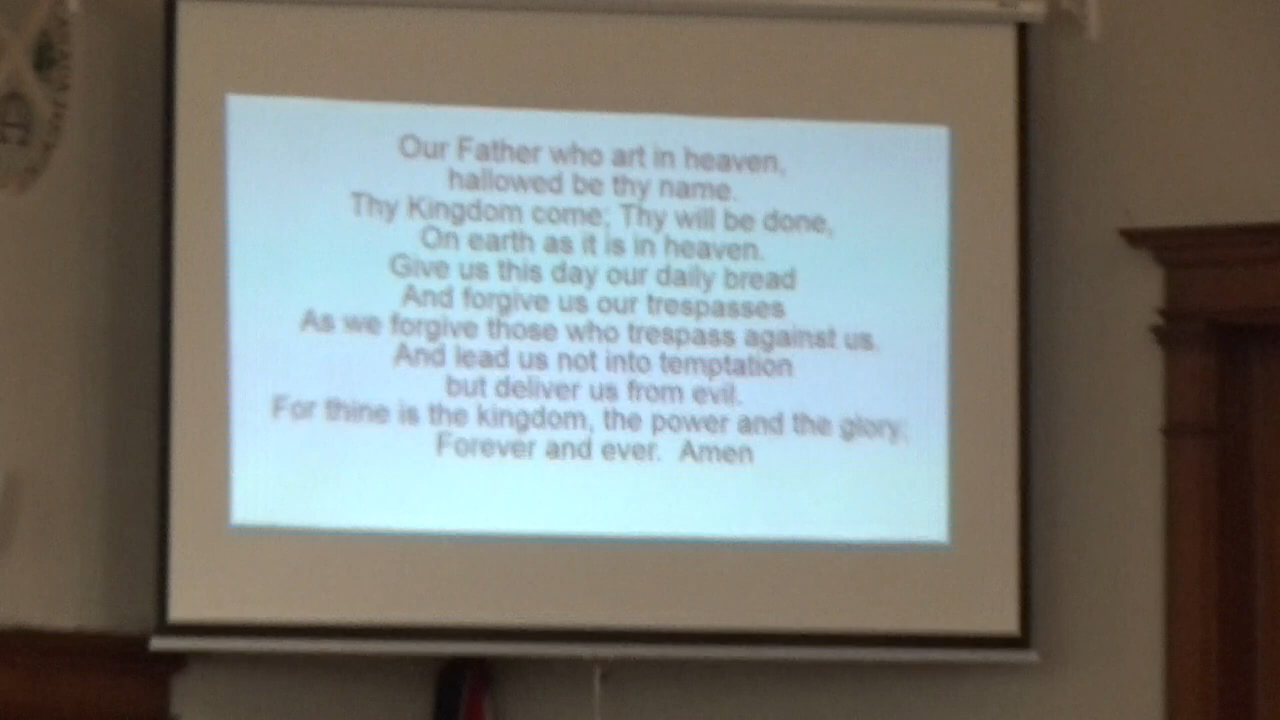 Our Father who art in heaven,
hallowed be thy name.
Thy Kingdom come; Thy will be done,
On earth as it is in heaven.
Give us this day our daily bread
And forgive us our trespasses
As we forgive those who trespass against us.
And lead us not into temptation
but deliver us from evil.
For thine is the kingdom, the power and the glory,
Forever and ever. Amen